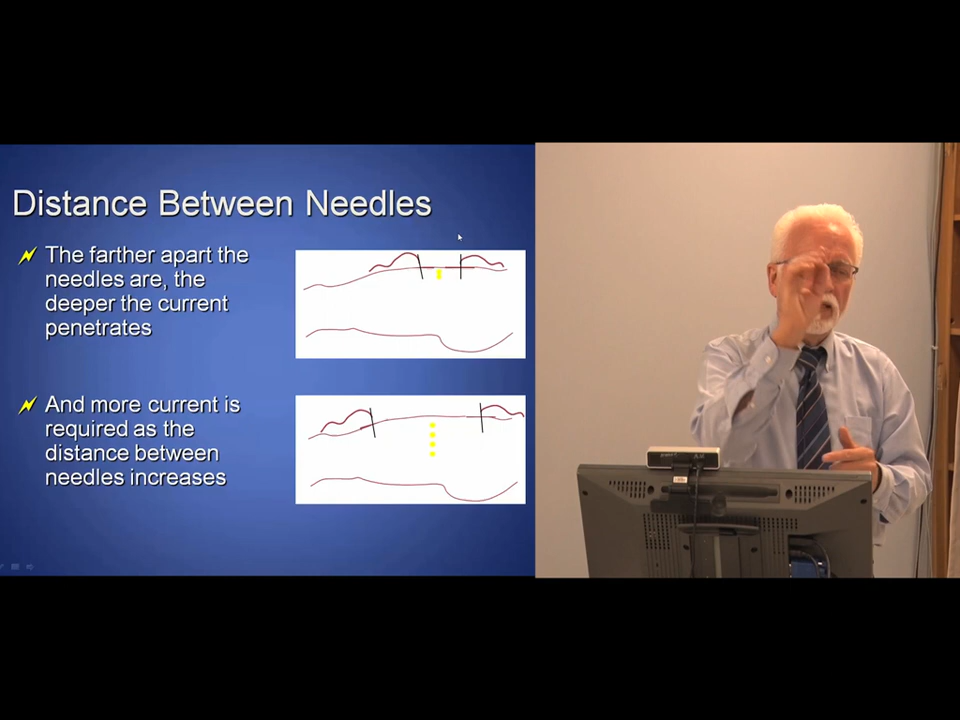 Distance Between Needles
The farther apart the
needles are, the
deeper the current
penetrates
And more current is
required as the
distance between
needles increases